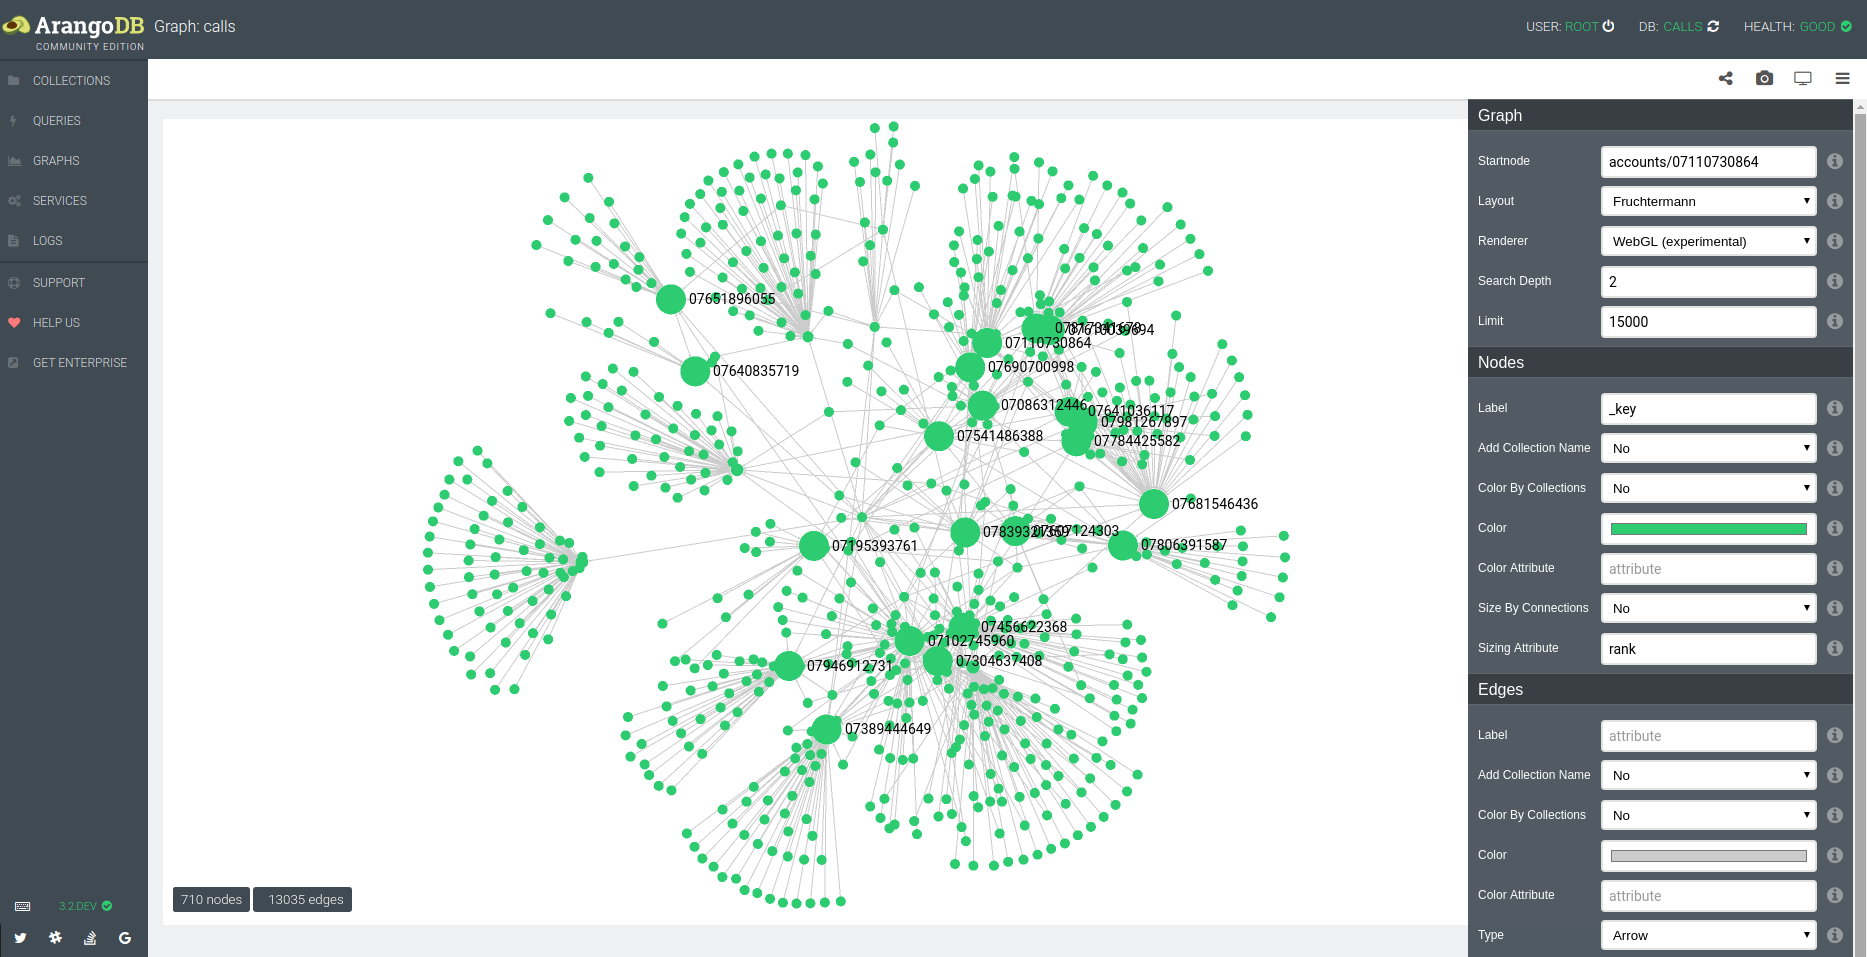 ArangoDB
COMMUNITY EDITION
Graph: calls
USER: ROOT
DB: CALLS
HEALTH: GOOD
COLLECTIONS
QUERIES
GRAPHS
SERVICES
LOGS
SUPPORT
HELP US
GET ENTERPRISE
3.2.DEV
07651896055
07640835719
07110730864
07690700998
07086312446
07641036117
07981267897
07784425582
07541486388
07681546436
07195393761
07607124303
07806391587
07456622368
07102745960
07304637408
07946912731
07389444649
710 nodes
13035 edges
Graph
Startnode accounts/07110730864
Layout Fruchtermann
Renderer WebGL (experimental)
Search Depth 2
Limit 15000
Nodes
Label _key
Add Collection Name No
Color By Collections No
Color
Color Attribute attribute
Size By Connections No
Sizing Attribute rank
Edges
Label attribute
Add Collection Name No
Color By Collections No
Color
Color Attribute attribute
Type Arrow